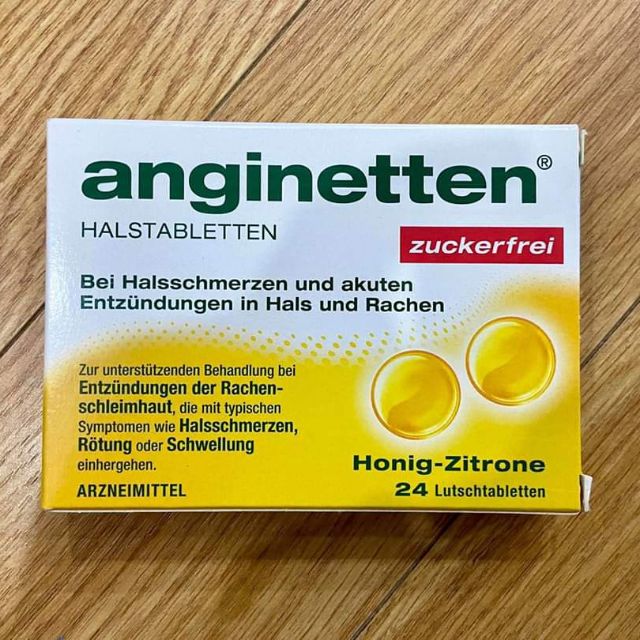 anginetten®
HALSTABLETTEN
zuckerfrei
Bei Halsschmerzen und akuten
Entzündungen in Hals und Rachen
Zur unterstützenden Behandlung bei
Entzündungen der Rachen-
schleimhaut, die mit typischen
Symptomen wie Halsschmerzen,
Rötung oder Schwellung
einhergehen.
ARZNEIMITTEL
Honig-Zitrone
24 Lutschtabletten